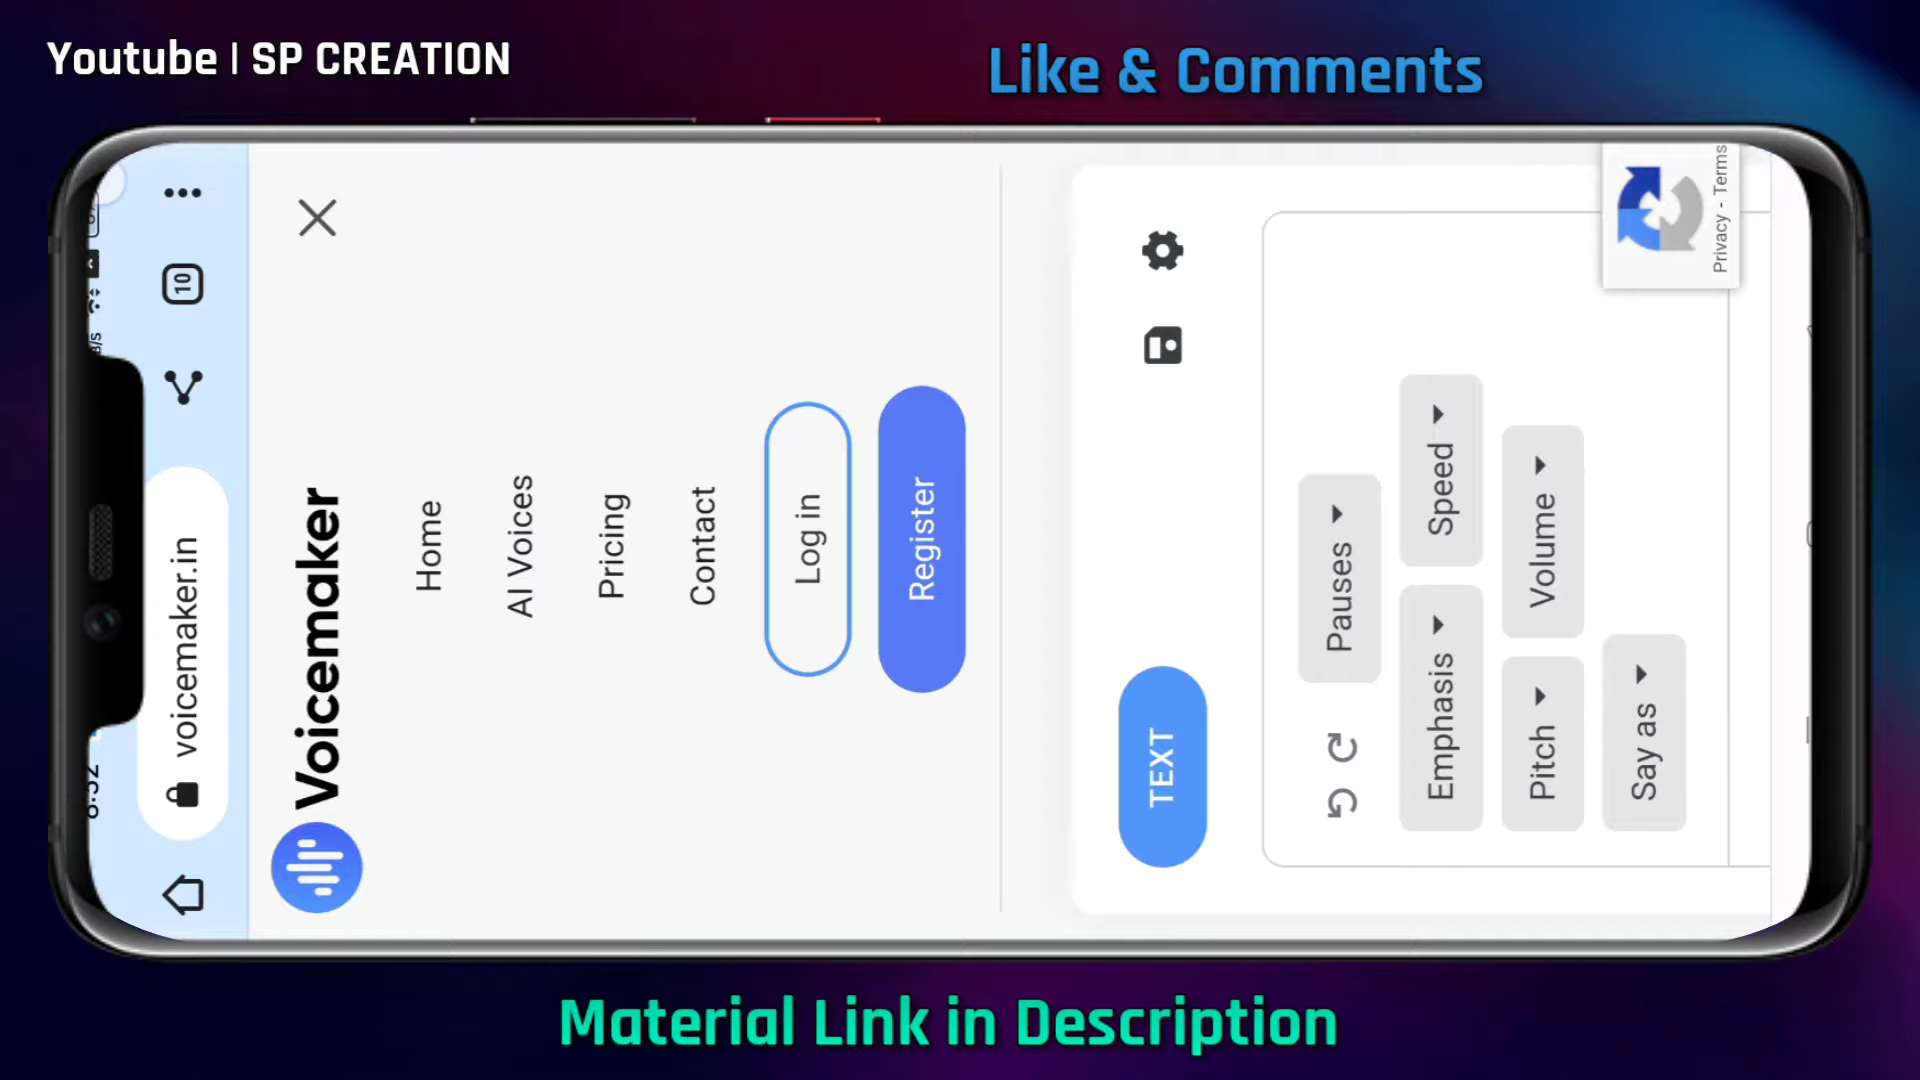 Youtube | SP CREATION
Like & Comments
voicemaker.in
10
Voicemaker
Home
AI Voices
Pricing
Contact
Log in
Register
TEXT
Pauses
Emphasis
Speed
Pitch
Volume
Say as
Privacy - Terms
Material Link in Description